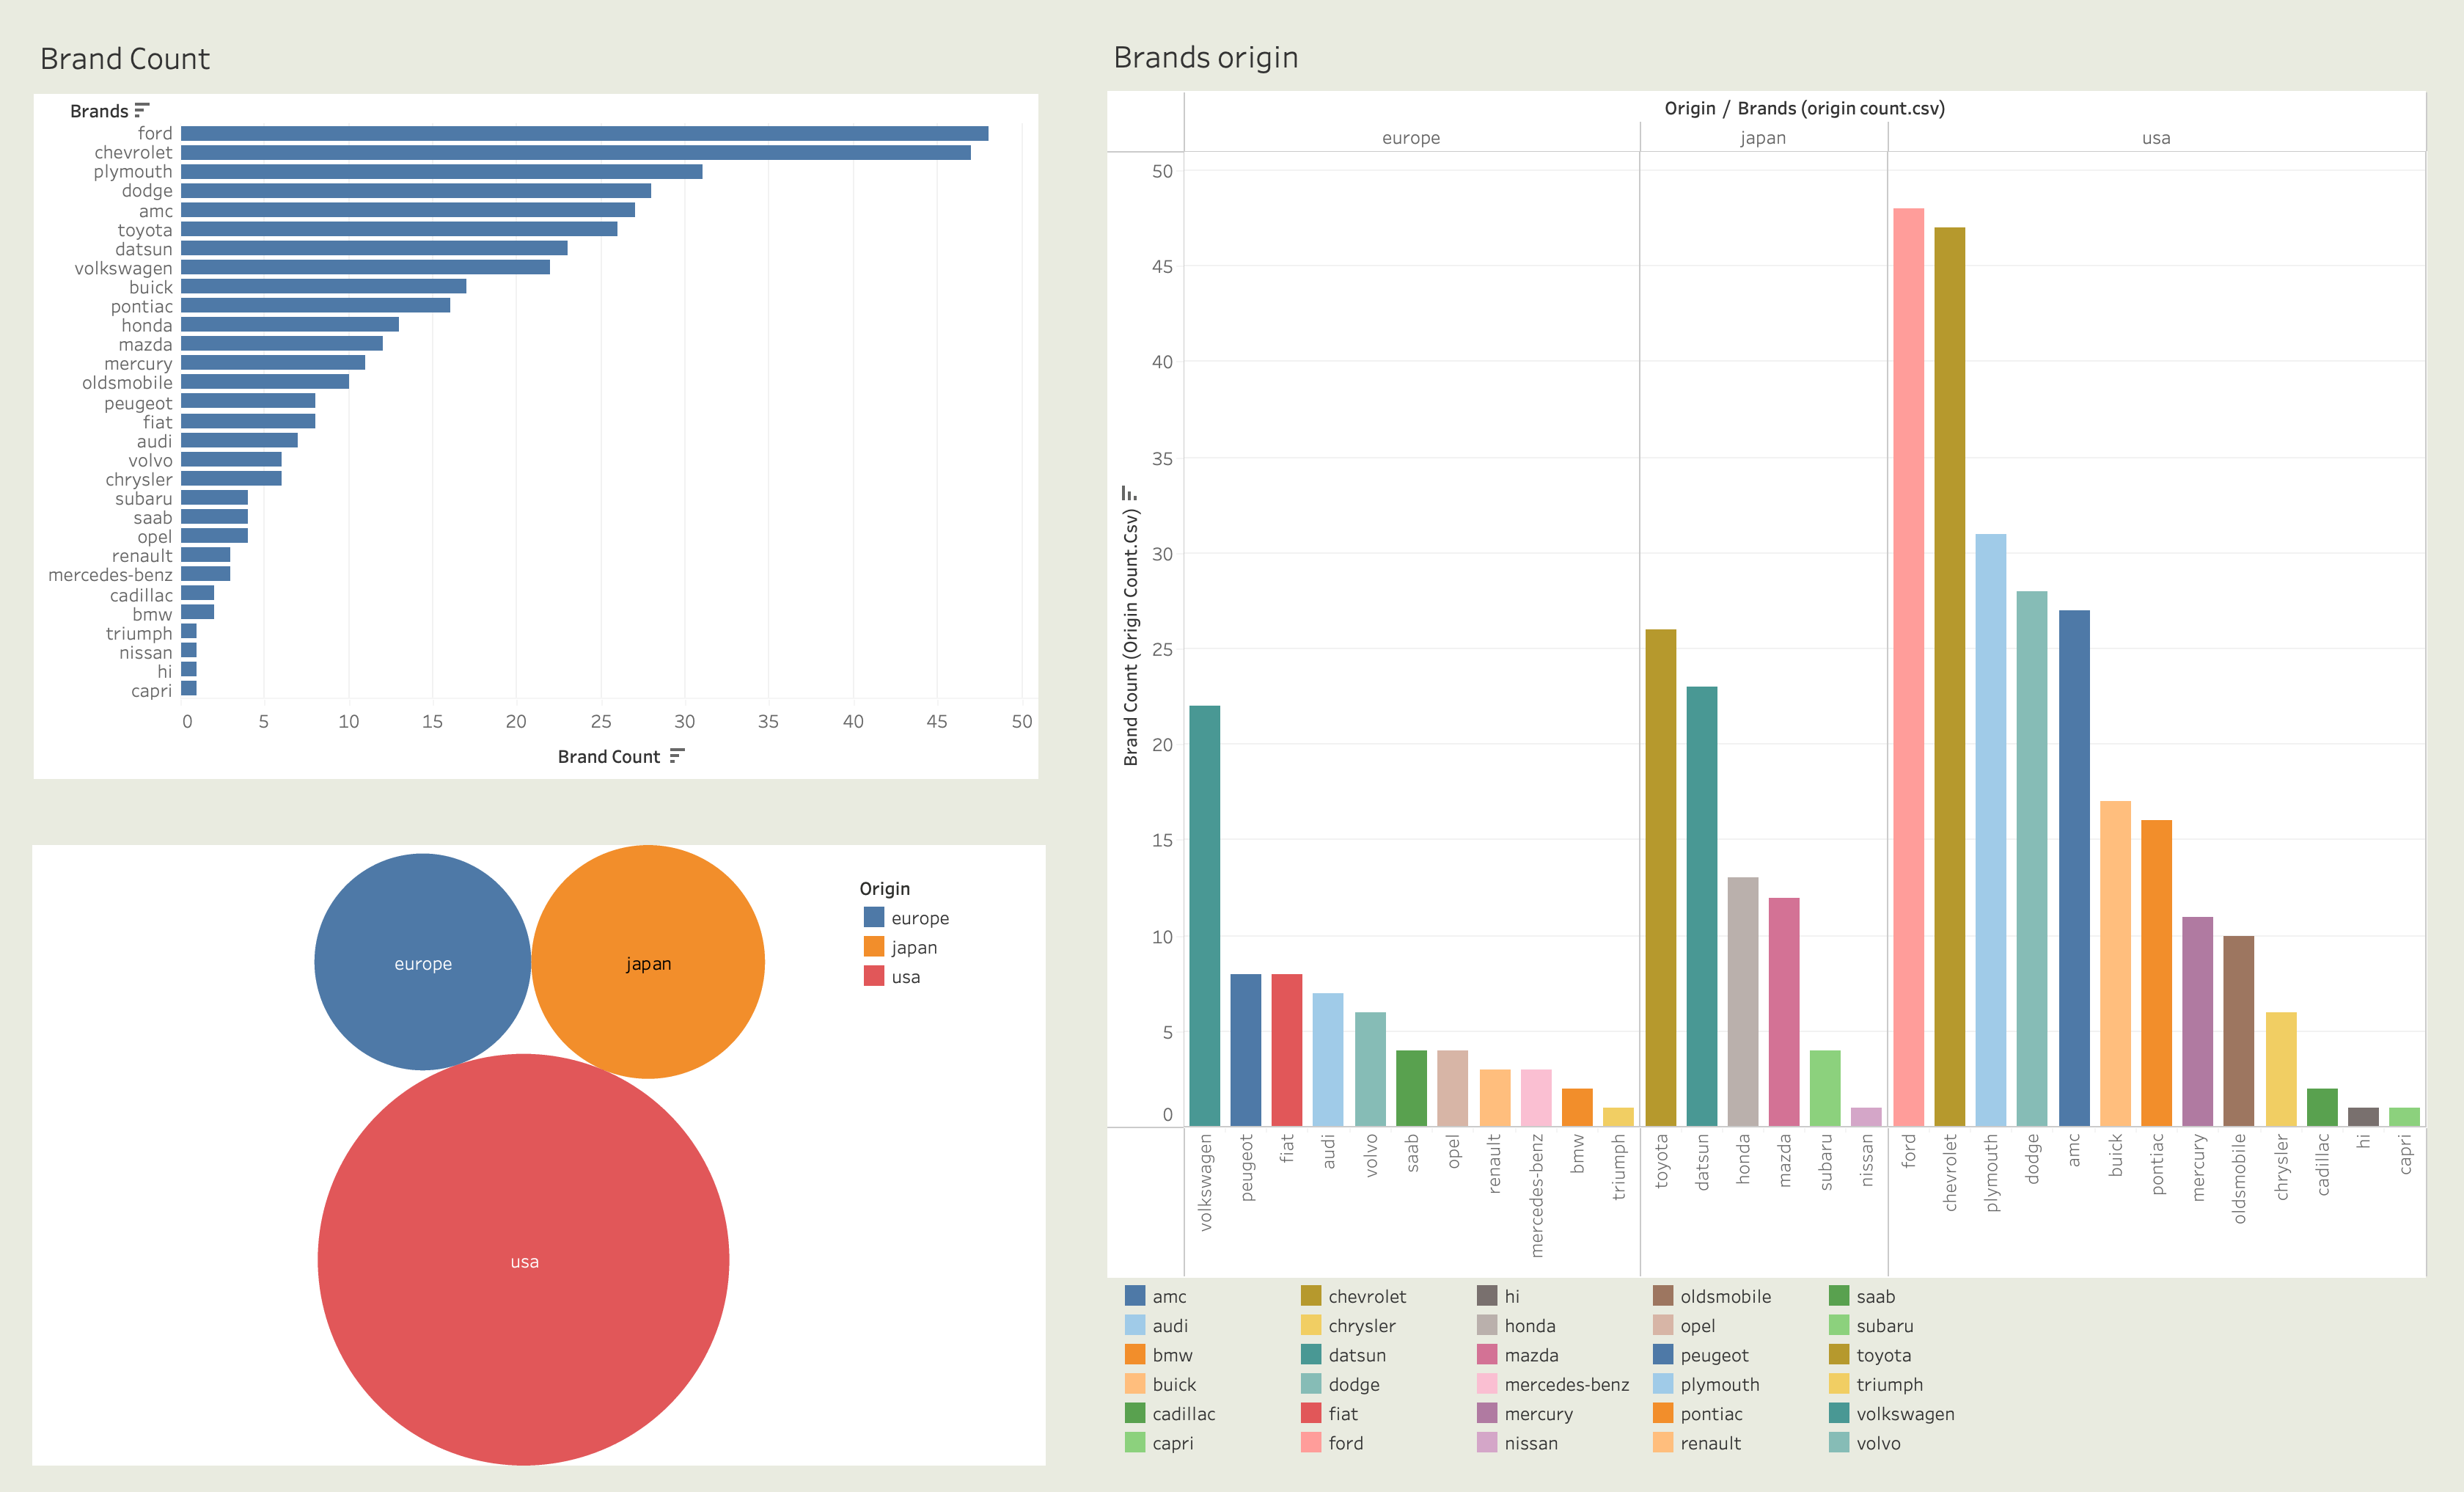 Brand Count
Brands
ford
chevrolet
plymouth
dodge
amc
toyota
datsun
volkswagen
buick
pontiac
honda
mazda
mercury
oldsmobile
peugeot
fiat
audi
volvo
chrysler
subaru
saab
opel
renault
mercedes-benz
cadillac
bmw
triumph
nissan
hi
capri
0 5 10 15 20 25 30 35 40 45 50
Brand Count
europe
japan
usa
Origin
europe
japan
usa
Brands origin
Origin / Brands (origin count.csv)
europe japan usa
Brand Count (Origin Count.Csv)
50
45
40
35
30
25
20
15
10
5
0
volkswagen
peugeot
fiat
audi
volvo
saab
opel
renault
mercedes-benz
bmw
triumph
toyota
datsun
honda
mazda
subaru
nissan
ford
chevrolet
plymouth
dodge
amc
buick
pontiac
mercury
oldsmobile
chrysler
cadillac
hi
capri
amc chevrolet hi oldsmobile saab
audi chrysler honda opel subaru
bmw datsun mazda peugeot toyota
buick dodge mercedes-benz plymouth triumph
cadillac fiat mercury pontiac volkswagen
capri ford nissan renault volvo